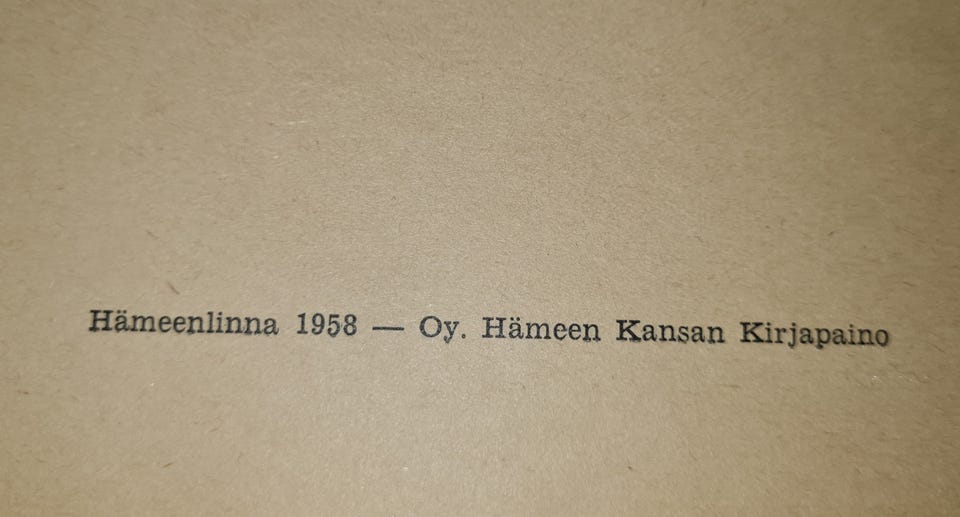 Hämeenlinna 1958 — Oy. Hämeen Kansan Kirjapaino